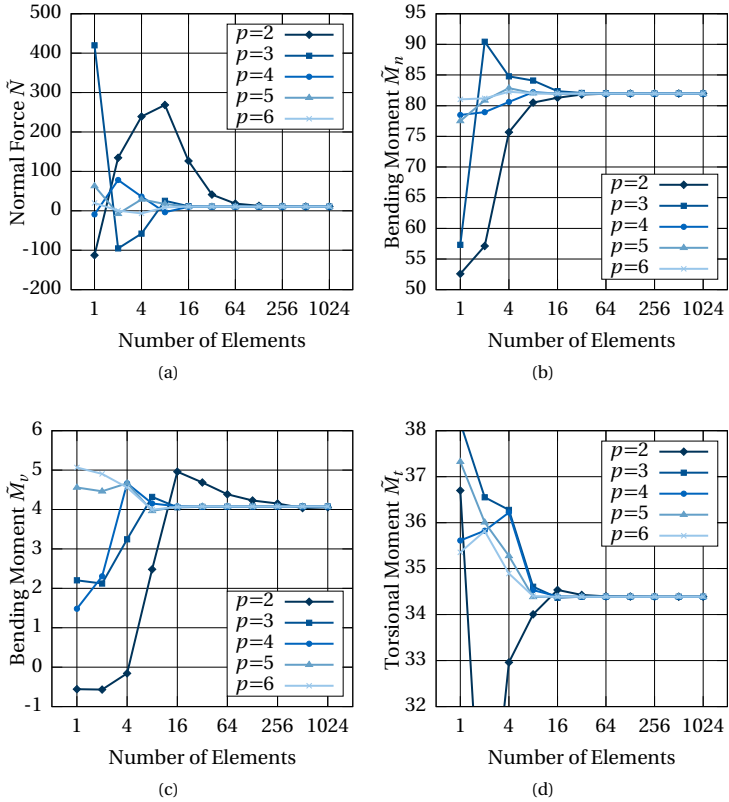 500
400
300
200
100
0
-100
-200
Normal Force Ñ
p=2
p=3
p=4
p=5
p=6
1 4 16 64 256 1024
Number of Elements
(a)
95
90
85
80
75
70
65
60
55
50
Bending Moment M̃ₙ
p=2
p=3
p=4
p=5
p=6
1 4 16 64 256 1024
Number of Elements
(b)
6
5
4
3
2
1
0
-1
Bending Moment M̃ᵥ
p=2
p=3
p=4
p=5
p=6
1 4 16 64 256 1024
Number of Elements
(c)
38
37
36
35
34
33
32
Torsional Moment M̃ₜ
p=2
p=3
p=4
p=5
p=6
1 4 16 64 256 1024
Number of Elements
(d)